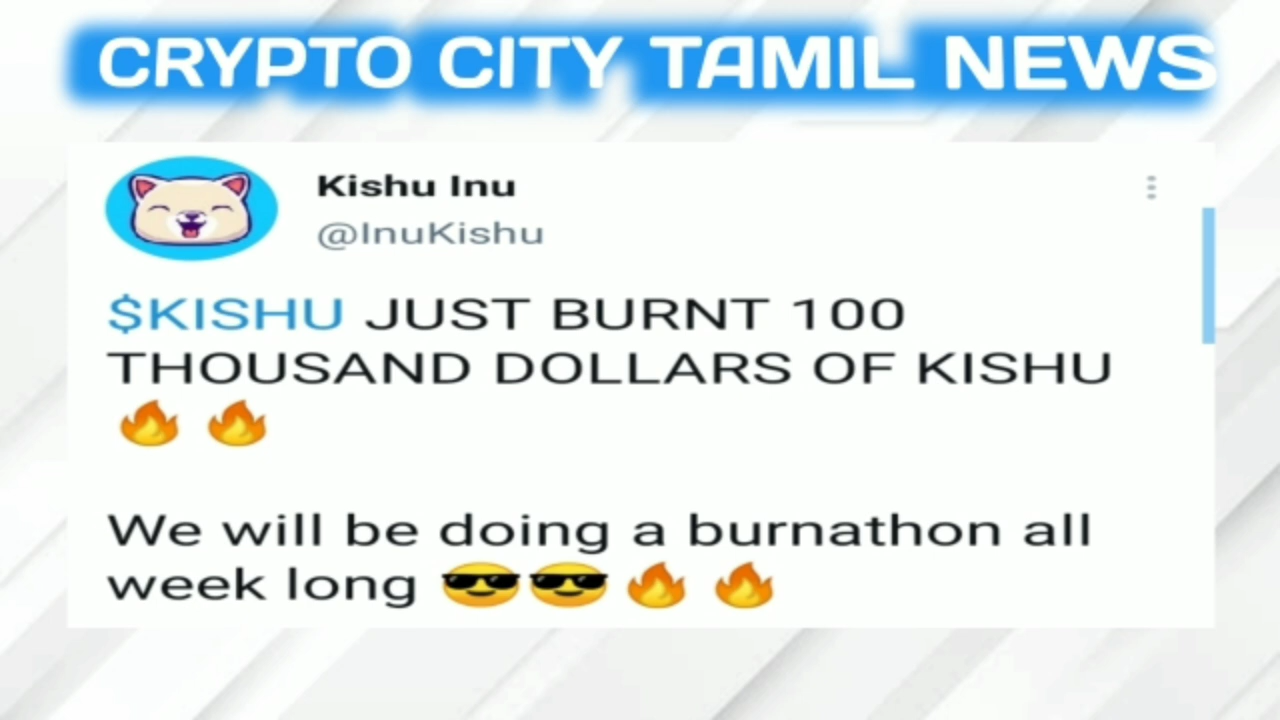 CRYPTO CITY TAMIL NEWS
Kishu Inu
@InuKishu
$KISHU JUST BURNT 100
THOUSAND DOLLARS OF KISHU
🔥 🔥
We will be doing a burnathon all
week long 😎😎 🔥 🔥